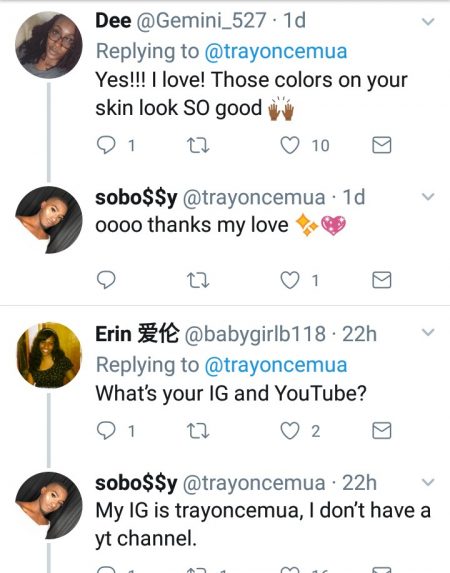 Dee @Gemini_527 · 1d
Replying to @trayoncemua
Yes!!! I love! Those colors on your
skin look SO good 🙌🏾
1 10
sobo$$y @trayoncemua · 1d
oooo thanks my love ✨💖
1
Erin 爱伦 @babygirlb118 · 22h
Replying to @trayoncemua
What's your IG and YouTube?
1 2
sobo$$y @trayoncemua · 22h
My IG is trayoncemua, I don't have a
yt channel.